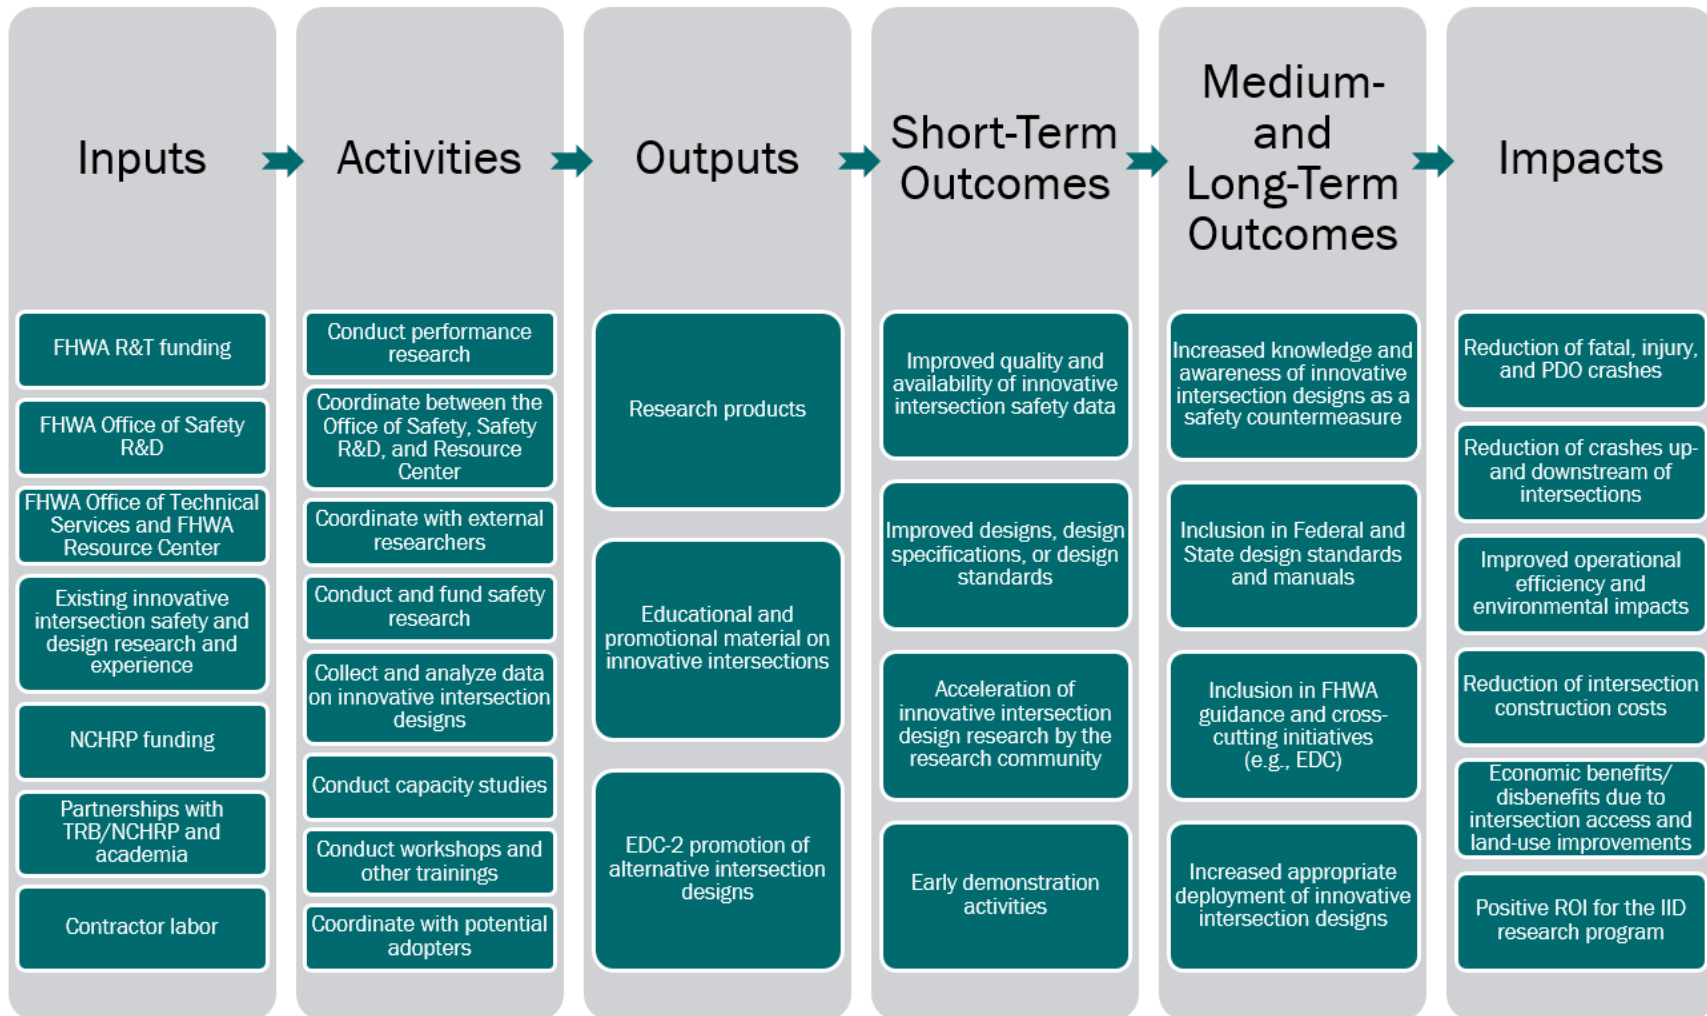 Inputs
FHWA R&T funding
FHWA Office of Safety
R&D
FHWA Office of Technical
Services and FHWA
Resource Center
Existing innovative
intersection safety and
design research and
experience
NCHRP funding
Partnerships with
TRB/NCHRP and
academia
Contractor labor
Activities
Conduct performance
research
Coordinate between the
Office of Safety, Safety
R&D, and Resource
Center
Coordinate with external
researchers
Conduct and fund safety
research
Collect and analyze data
on innovative intersection
designs
Conduct capacity studies
Conduct workshops and
other trainings
Coordinate with potential
adopters
Outputs
Research products
Educational and
promotional material on
innovative intersections
EDC-2 promotion of
alternative intersection
designs
Short-Term
Outcomes
Improved quality and
availability of innovative
intersection safety data
Improved designs, design
specifications, or design
standards
Acceleration of
innovative intersection
design research by the
research community
Early demonstration
activities
Medium-
and
Long-Term
Outcomes
Increased knowledge and
awareness of innovative
intersection designs as a
safety countermeasure
Inclusion in Federal and
State design standards
and manuals
Inclusion in FHWA
guidance and cross-
cutting initiatives
(e.g., EDC)
Increased appropriate
deployment of innovative
intersection designs
Impacts
Reduction of fatal, injury,
and PDO crashes
Reduction of crashes up-
and downstream of
intersections
Improved operational
efficiency and
environmental impacts
Reduction of intersection
construction costs
Economic benefits/
disbenefits due to
intersection access and
land-use improvements
Positive ROI for the IID
research program